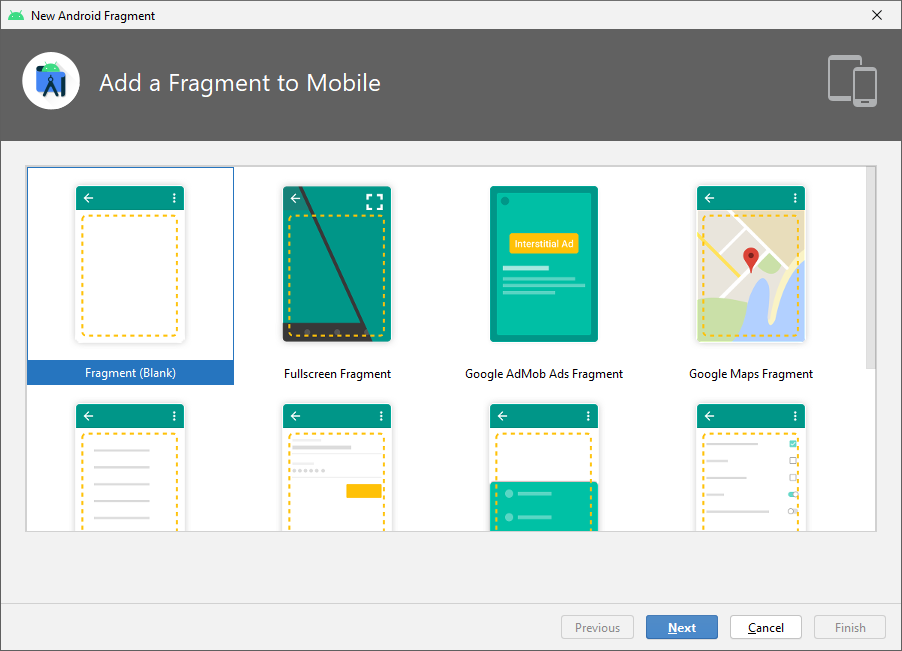 New Android Fragment
Add a Fragment to Mobile
Interstitial Ad
Fragment (Blank)
Fullscreen Fragment
Google AdMob Ads Fragment
Google Maps Fragment
Previous
Next
Cancel
Finish